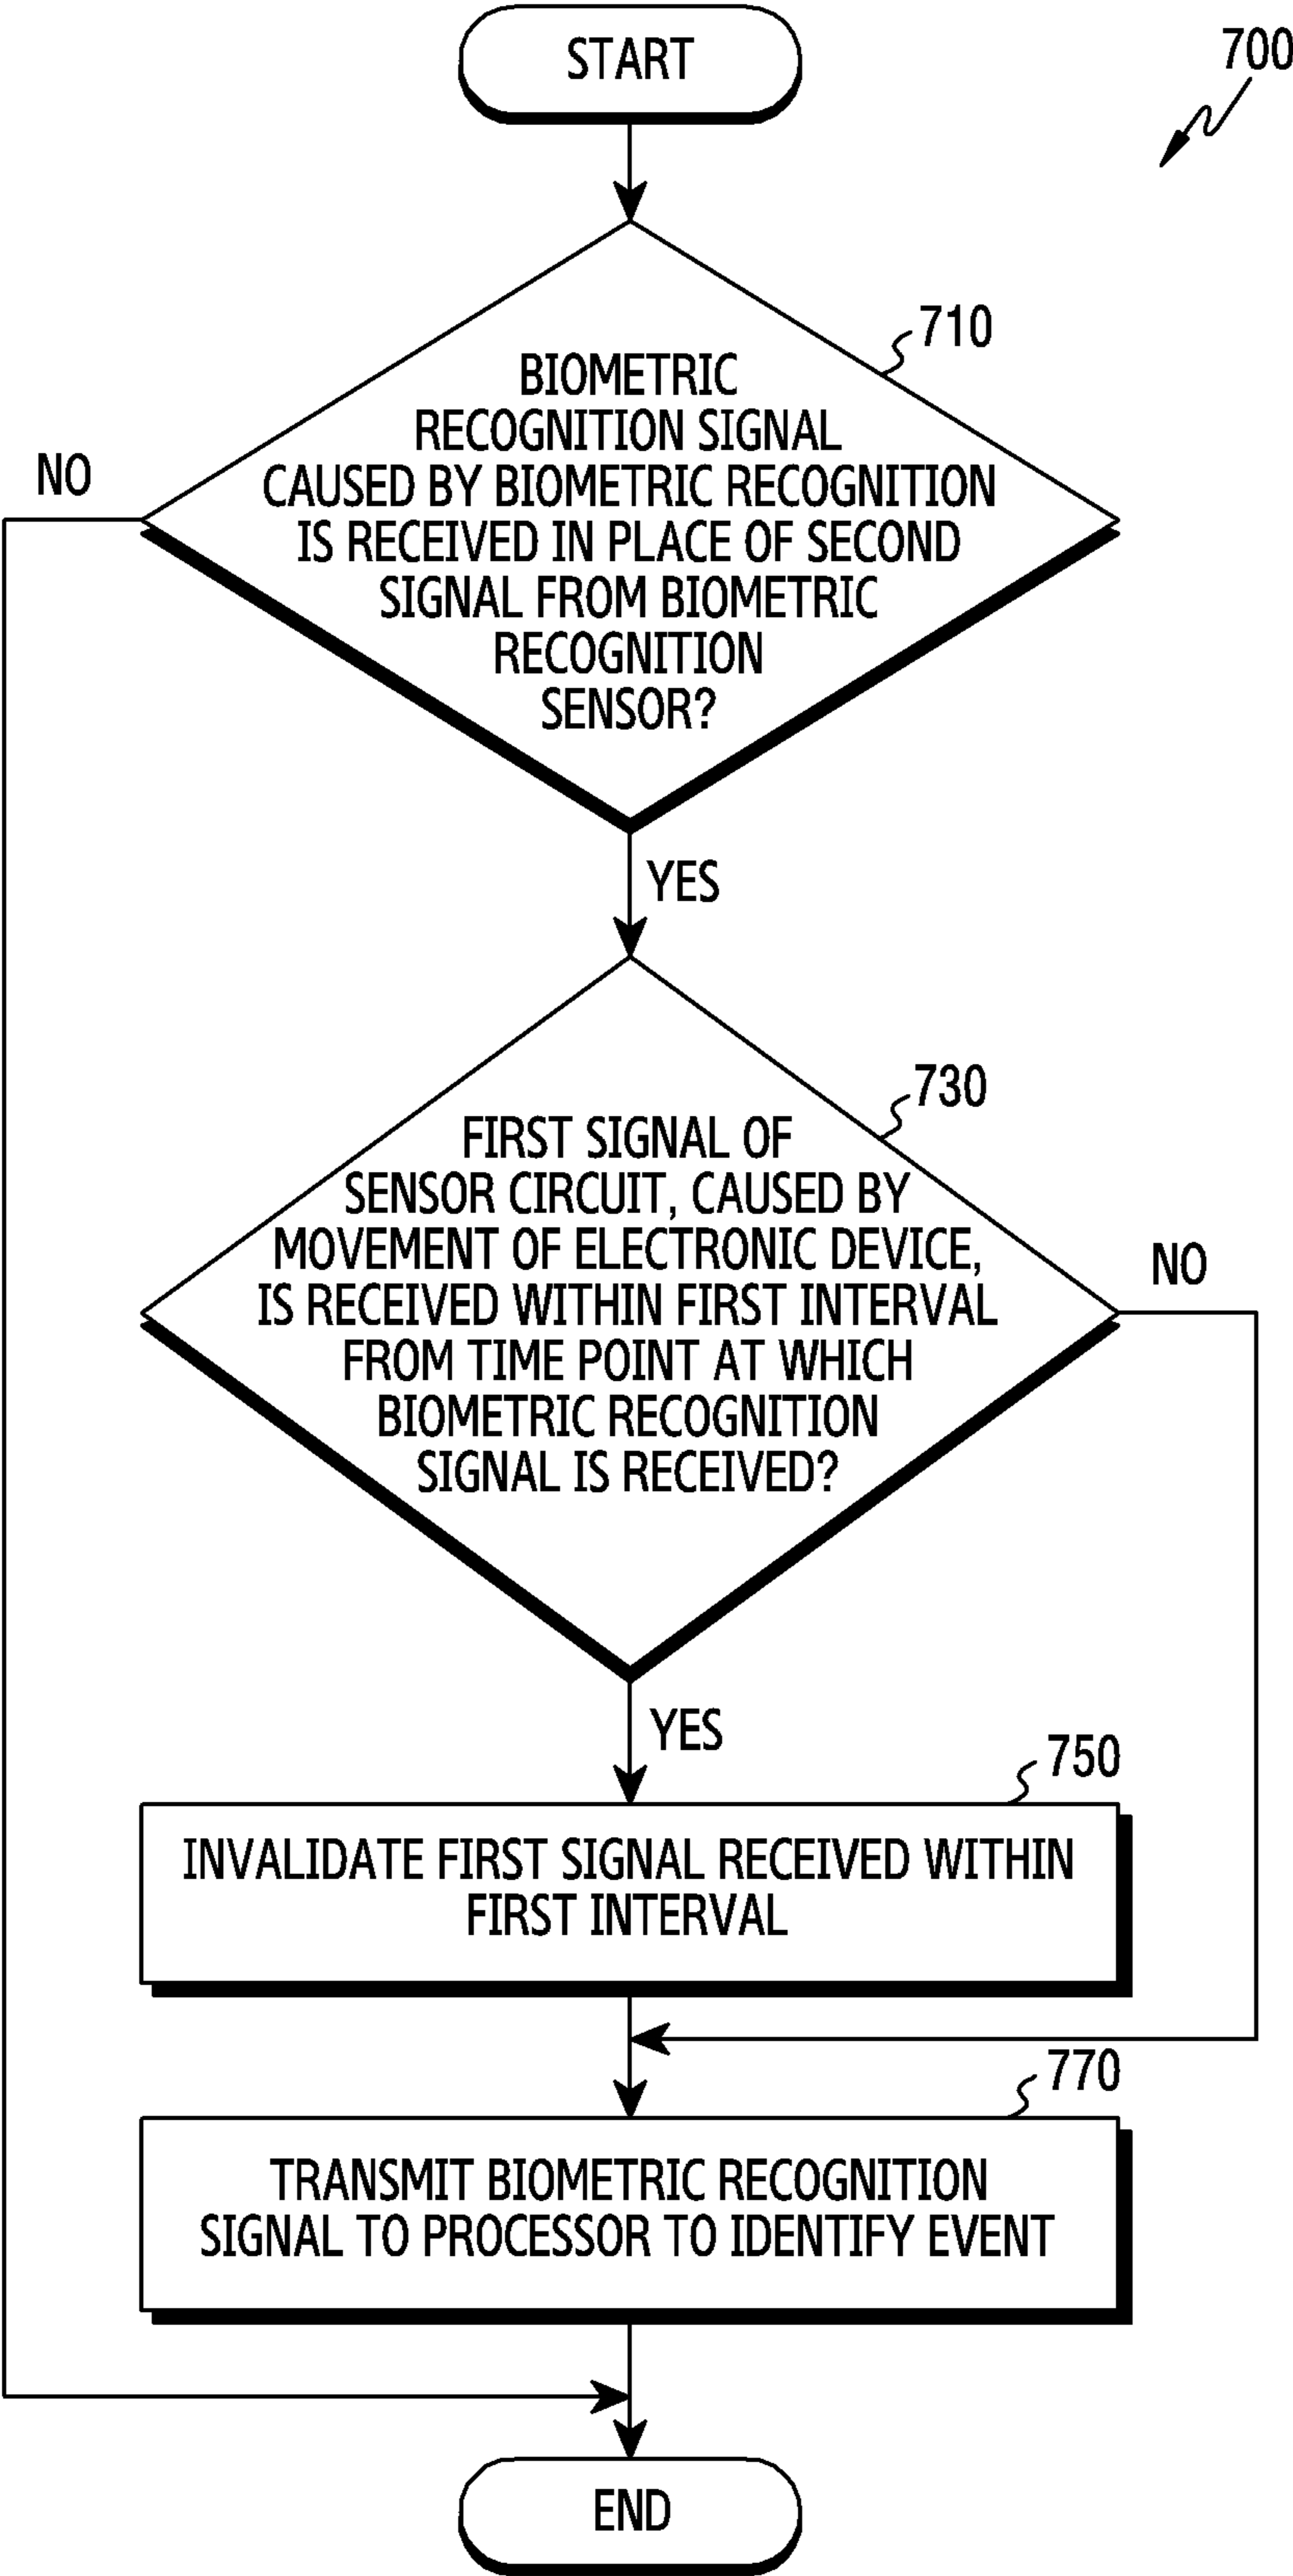 START
700
710
BIOMETRIC
RECOGNITION SIGNAL
CAUSED BY BIOMETRIC RECOGNITION
IS RECEIVED IN PLACE OF SECOND
SIGNAL FROM BIOMETRIC
RECOGNITION
SENSOR?
NO
YES
730
FIRST SIGNAL OF
SENSOR CIRCUIT, CAUSED BY
MOVEMENT OF ELECTRONIC DEVICE,
IS RECEIVED WITHIN FIRST INTERVAL
FROM TIME POINT AT WHICH
BIOMETRIC RECOGNITION
SIGNAL IS RECEIVED?
NO
YES
750
INVALIDATE FIRST SIGNAL RECEIVED WITHIN
FIRST INTERVAL
770
TRANSMIT BIOMETRIC RECOGNITION
SIGNAL TO PROCESSOR TO IDENTIFY EVENT
END